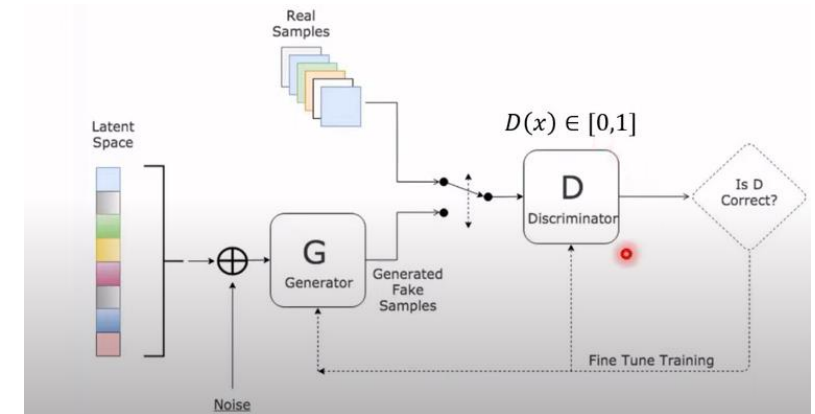 Real
Samples
D(x) ∈ [0,1]
Latent
Space
D
Discriminator
Is D
Correct?
G
Generator
Generated
Fake
Samples
Fine Tune Training
Noise